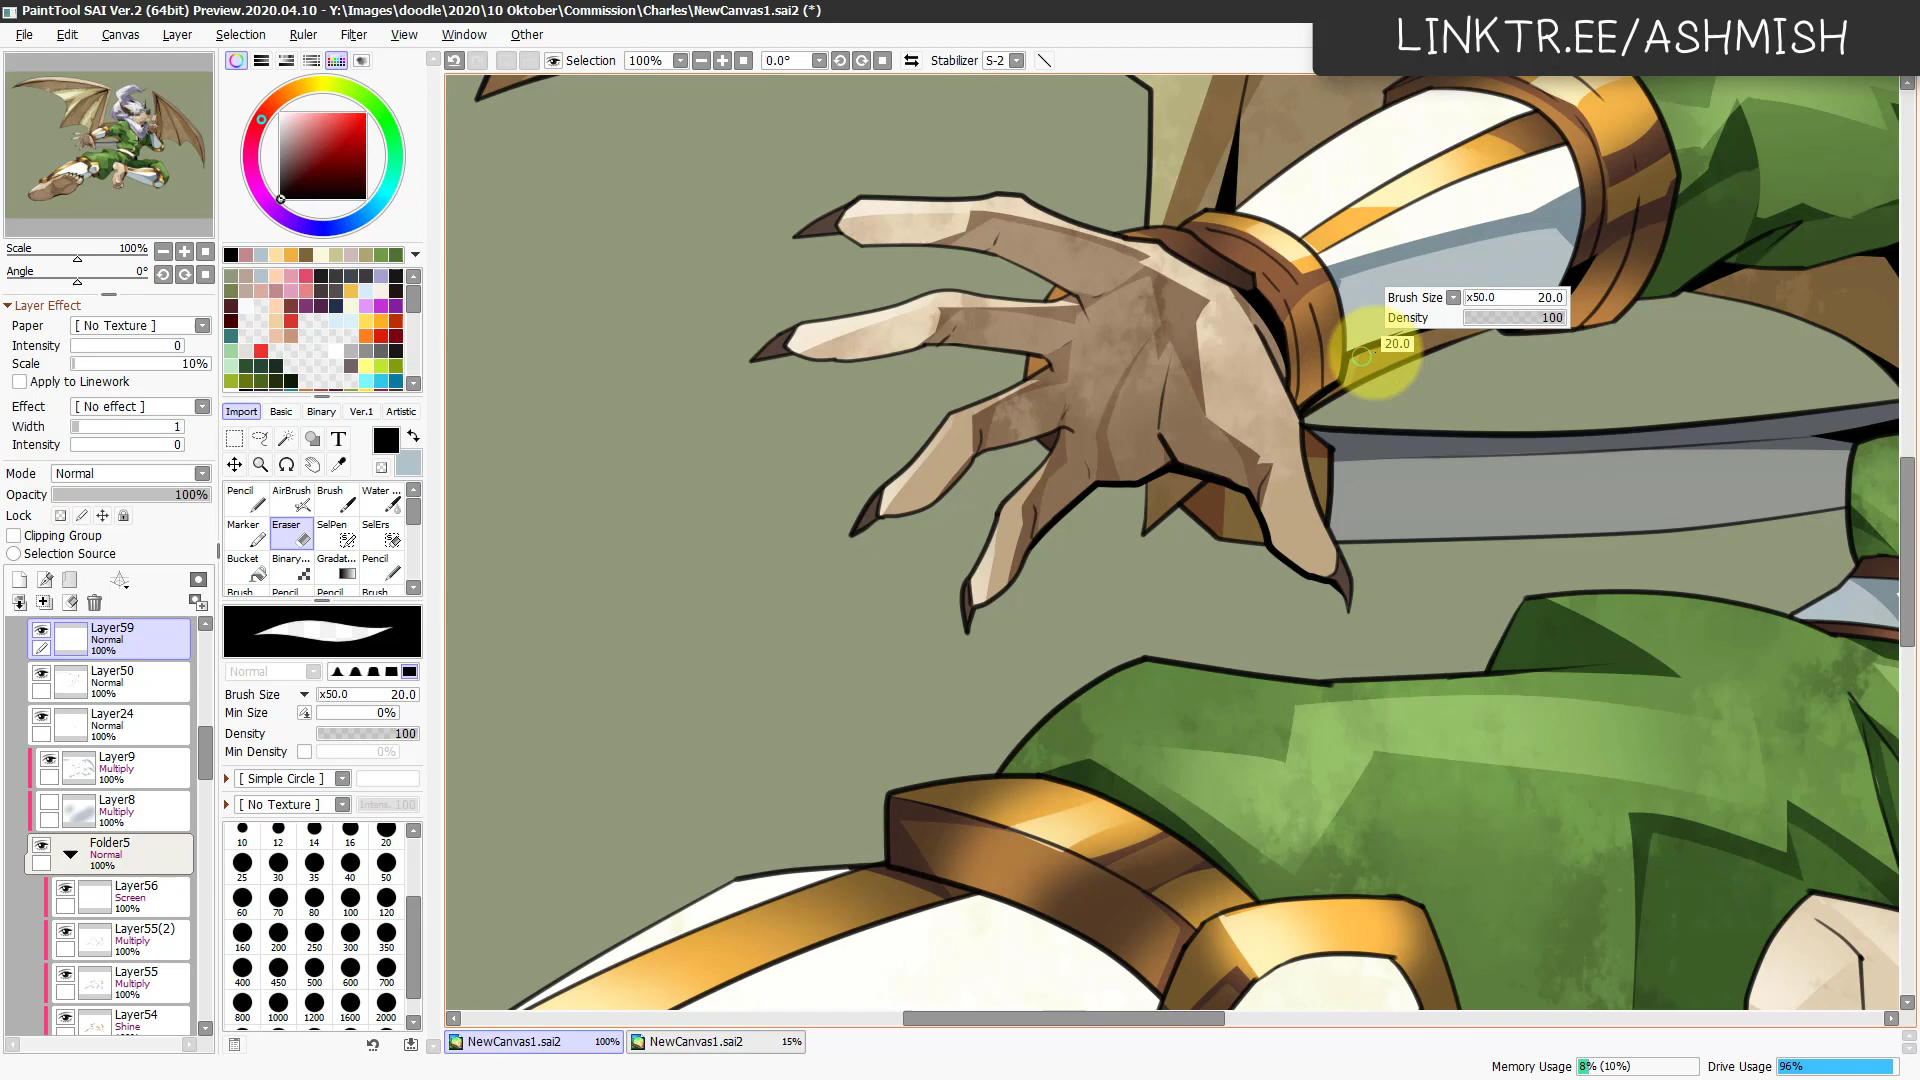 PaintTool SAI Ver.2 (64bit) Preview.2020.04.10 - Y:\Images\doodle\2020\10 Oktober\Commission\Charles\NewCanvas1.sai2 (*)
LINKTR.EE/ASHMISH
File Edit Canvas Layer Selection Ruler Filter View Window Other
Selection 100% 0.0° Stabilizer S-2
Scale 100%
Angle 0°
Layer Effect
Paper [ No Texture ]
Intensity 0
Scale 10%
Apply to Linework
Effect [ No effect ]
Width 1
Intensity 0
Mode Normal
Opacity 100%
Lock
Clipping Group
Selection Source
Layer59
Normal
100%
Layer50
Normal
100%
Layer24
Normal
100%
Layer9
Multiply
100%
Layer8
Multiply
100%
Folder5
Normal
100%
Layer56
Screen
100%
Layer55(2)
Multiply
100%
Layer55
Multiply
100%
Layer54
Shine
100%
Import Basic Binary Ver.1 Artistic
T
Pencil AirBrush Brush Water ...
Marker Eraser SelPen SelErs
Bucket Binary... Gradat... Pencil
Brush Pencil Pencil Brush
Normal
Brush Size x50.0 20.0
Min Size 0%
Density 100
Min Density 0%
[ Simple Circle ]
[ No Texture ] Intens. 100
10 12 14 16 20
25 30 35 40 50
60 70 80 100 120
160 200 250 300 350
400 450 500 600 700
800 1000 1200 1600 2000
Brush Size x50.0 20.0
Density 100
20.0
NewCanvas1.sai2 100% NewCanvas1.sai2 15%
Memory Usage 8% (10%) Drive Usage 96%